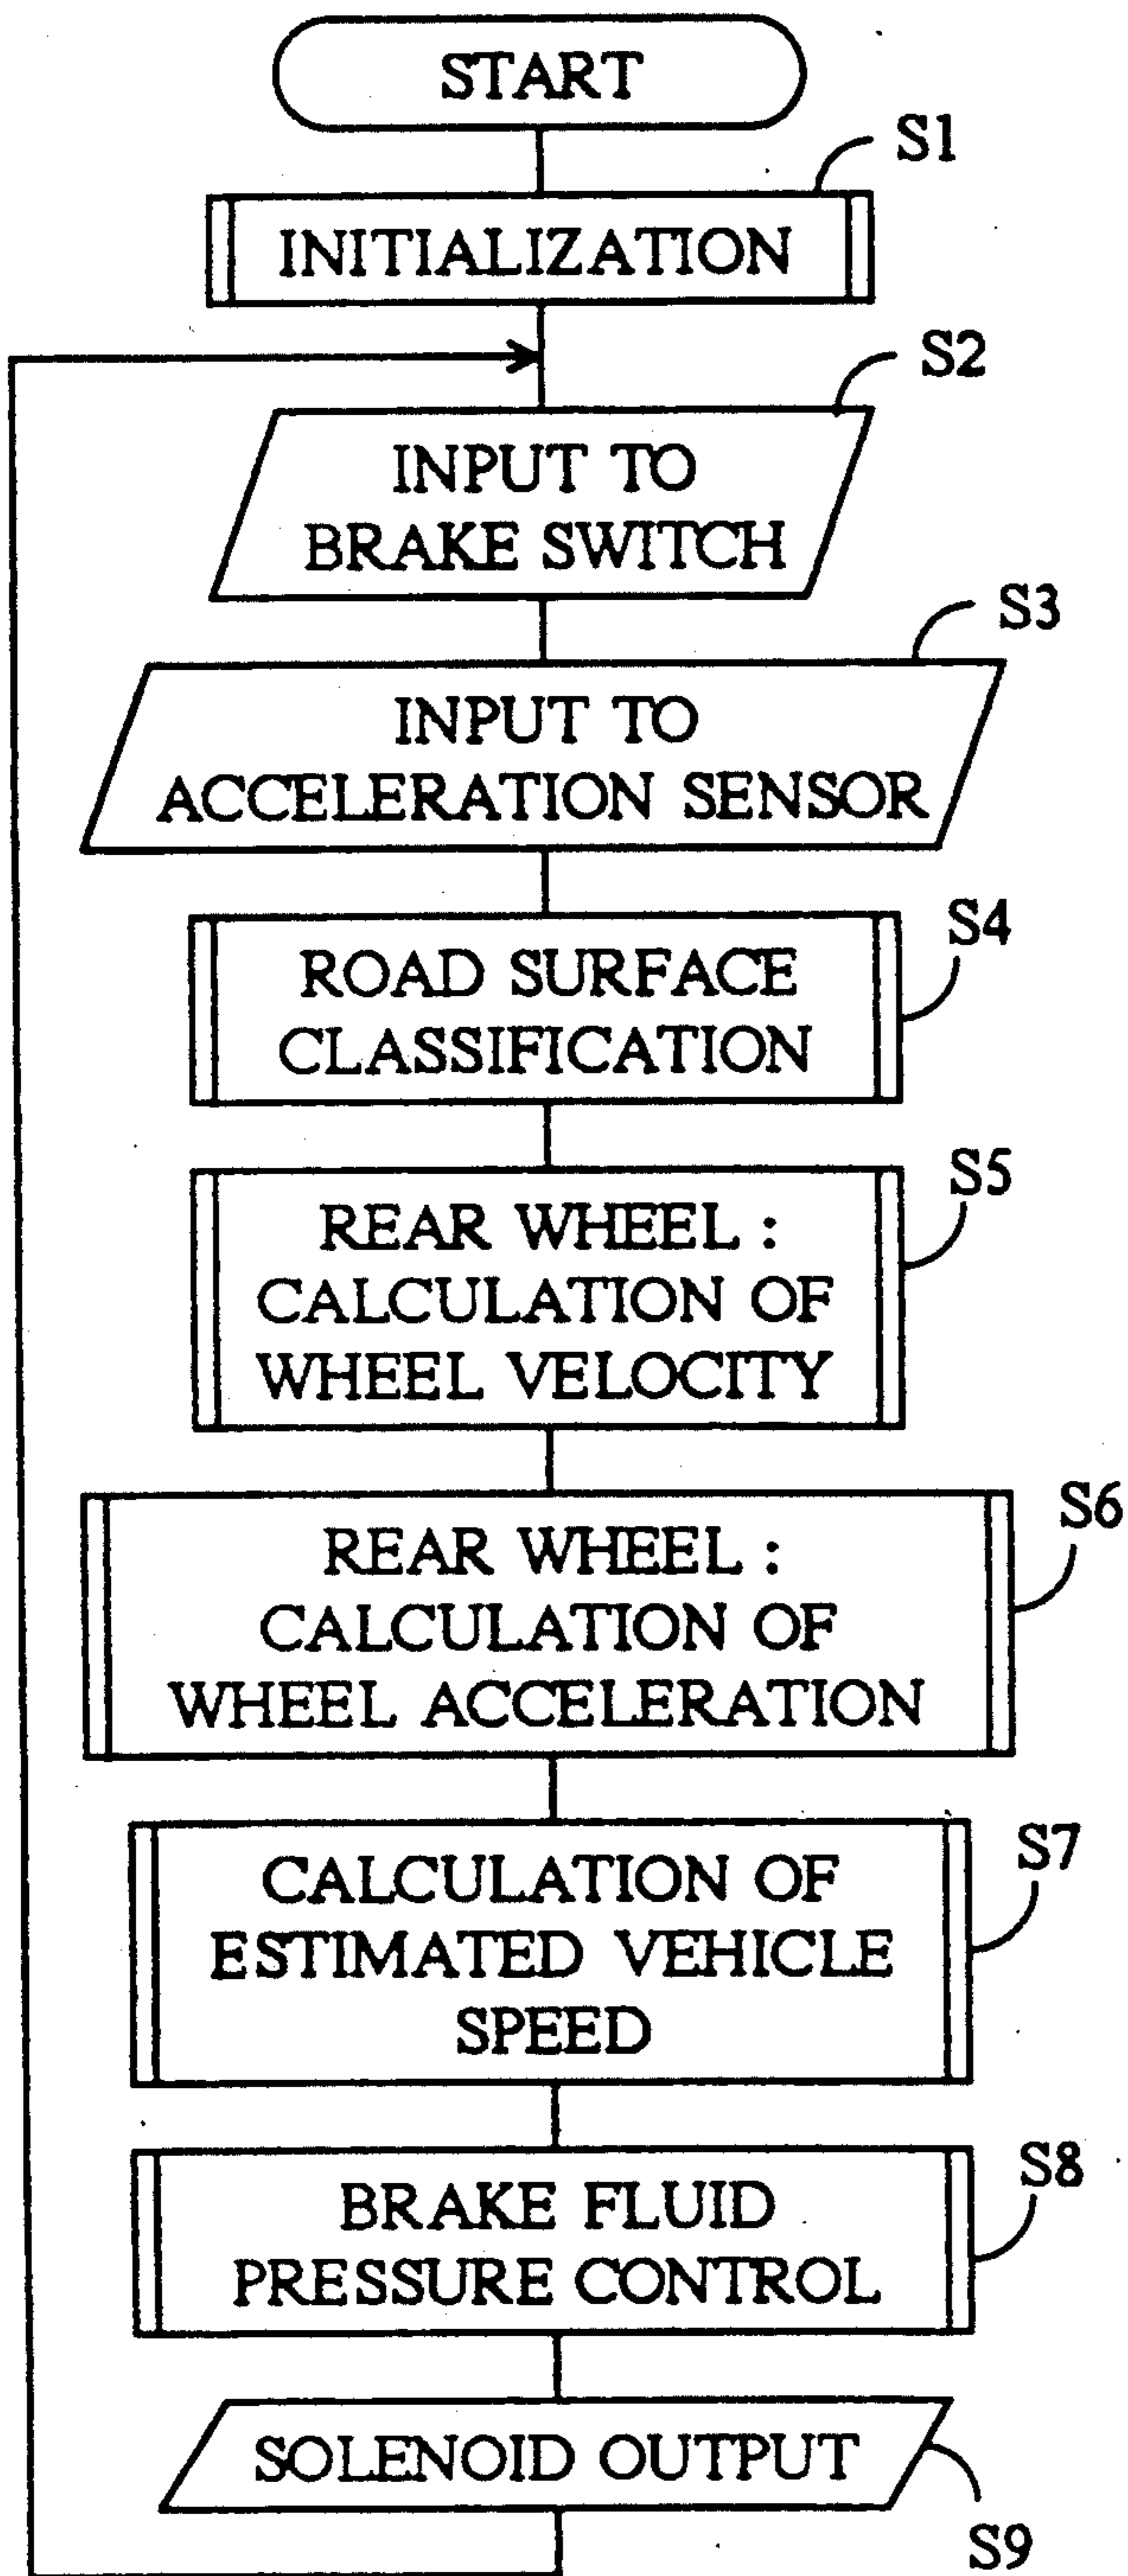 START
S1
INITIALIZATION
S2
INPUT TO
BRAKE SWITCH
S3
INPUT TO
ACCELERATION SENSOR
S4
ROAD SURFACE
CLASSIFICATION
S5
REAR WHEEL :
CALCULATION OF
WHEEL VELOCITY
S6
REAR WHEEL :
CALCULATION OF
WHEEL ACCELERATION
S7
CALCULATION OF
ESTIMATED VEHICLE
SPEED
S8
BRAKE FLUID
PRESSURE CONTROL
SOLENOID OUTPUT
S9